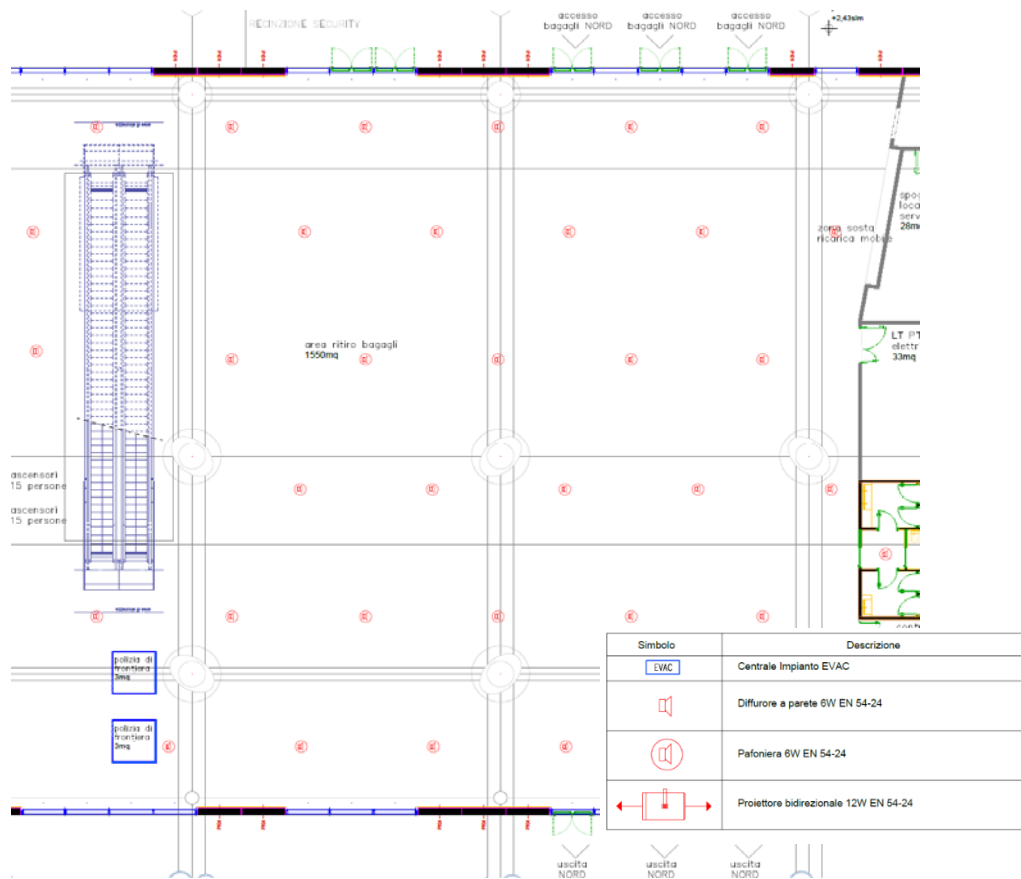 RECINZIONE SECURITY
accesso
bagagli NORD
accesso
bagagli NORD
accesso
bagagli NORD
+2,43slm
zona sosta
ricarica mobile
28m
area ritiro bagagli
1550mq
LT PT
elettr
33mq
ascensori
15 persone
ascensori
15 persone
polizia di
frontiera
3mq
polizia di
frontiera
3mq
Simbolo
Descrizione
EVAC
Centrale Impianto EVAC
Diffurore a parete 6W EN 54-24
Pafoniera 6W EN 54-24
Proiettore bidirezionale 12W EN 54-24
uscita
NORD
uscita
NORD
uscita
NORD